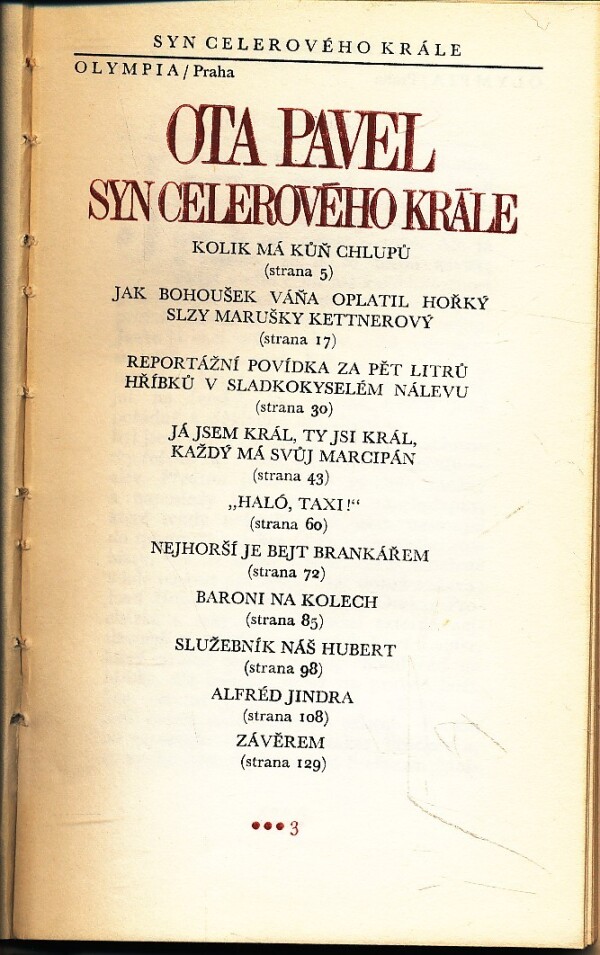 SYN CELEROVÉHO KRÁLE
OLYMPIA/Praha
OTA PAVEL
SYN CELEROVÉHO KRÁLE
KOLIK MÁ KŮŇ CHLUPŮ
(strana 5)
JAK BOHOUŠEK VÁŇA OPLATIL HOŘKÝ
SLZY MARUŠKY KETTNEROVÝ
(strana 17)
REPORTÁŽNÍ POVÍDKA ZA PĚT LITRŮ
HŘÍBKŮ V SLADKOKYSELÉM NÁLEVU
(strana 30)
JÁ JSEM KRÁL, TY JSI KRÁL,
KAŽDÝ MÁ SVŮJ MARCIPÁN
(strana 43)
„HALÓ, TAXI!“
(strana 60)
NEJHORŠÍ JE BEJT BRANKÁŘEM
(strana 72)
BARONI NA KOLECH
(strana 85)
SLUŽEBNÍK NÁŠ HUBERT
(strana 98)
ALFRÉD JINDRA
(strana 108)
ZÁVĚREM
(strana 129)
•••3